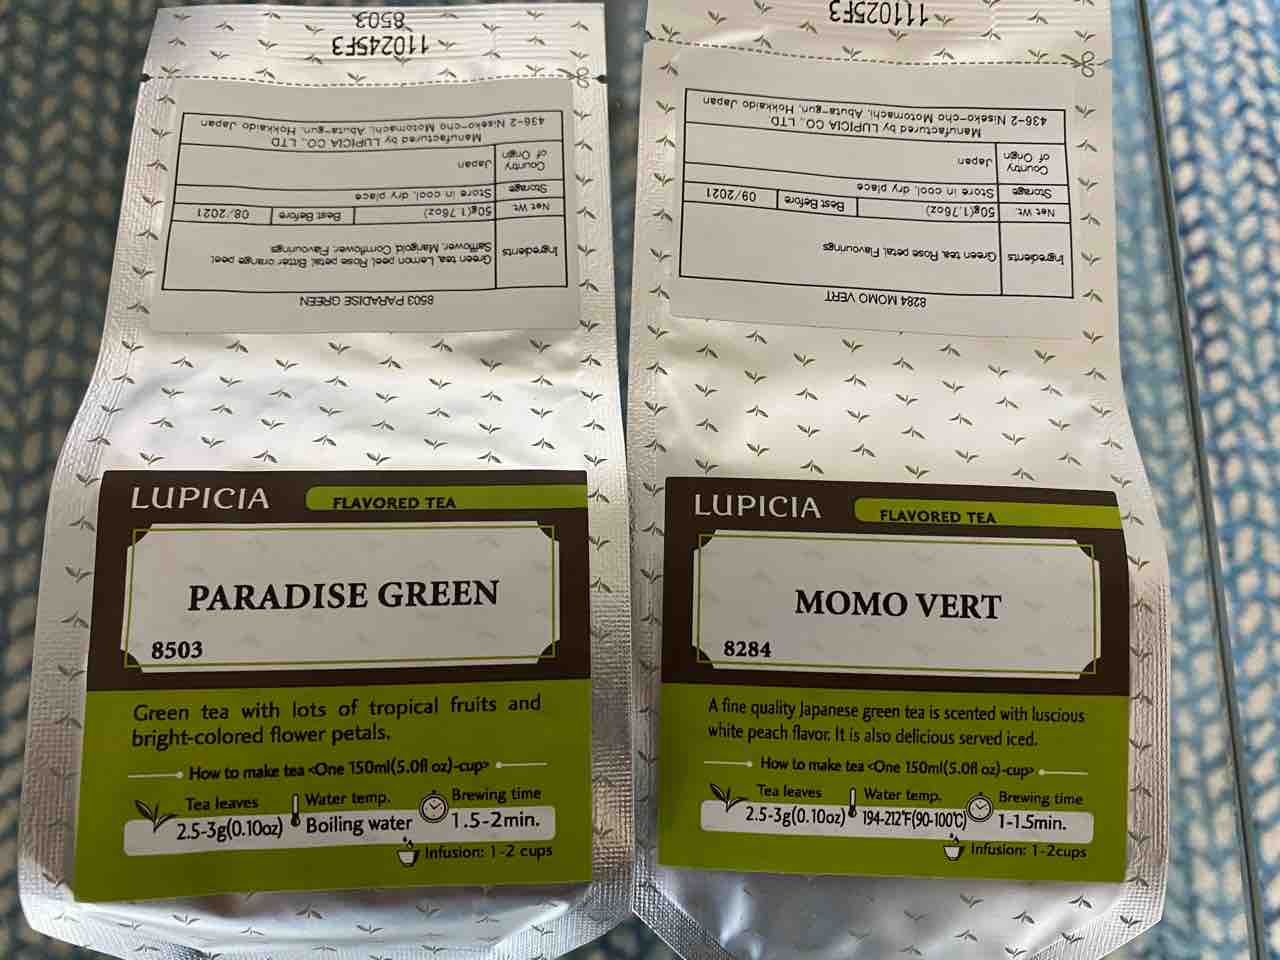 110245F3
8503
Manufactured by LUPICIA CO., LTD.
436-2 Niseko-cho Motomachi, Abuta-gun, Hokkaido Japan
Country of Origin Japan
Storage Store in cool, dry place
Net Wt. 50g(1.76oz) Best Before 08/2021
Ingredients Green tea, Lemon peel, Rose petal, Bitter orange peel,
Safflower, Marigold, Cornflower, Flavourings
8503 PARADISE GREEN
LUPICIA FLAVORED TEA
PARADISE GREEN
8503
Green tea with lots of tropical fruits and
bright-colored flower petals.
How to make tea <One 150ml(5.0fl oz)-cup>
Tea leaves Water temp. Brewing time
2.5-3g(0.10oz) Boiling water 1.5-2min.
Infusion: 1-2 cups
111025F3
Manufactured by LUPICIA CO., LTD.
436-2 Niseko-cho Motomachi, Abuta-gun, Hokkaido Japan
Country of Origin Japan
Storage Store in cool, dry place
Net Wt. 50g(1.76oz) Best Before 09/2021
Ingredients Green tea, Rose petal, Flavourings
8284 MOMO VERT
LUPICIA FLAVORED TEA
MOMO VERT
8284
A fine quality Japanese green tea is scented with luscious
white peach flavor. It is also delicious served iced.
How to make tea <One 150ml(5.0fl oz)-cup>
Tea leaves Water temp. Brewing time
2.5-3g(0.10oz) 194-212°F(90-100°C) 1-1.5min.
Infusion: 1-2cups